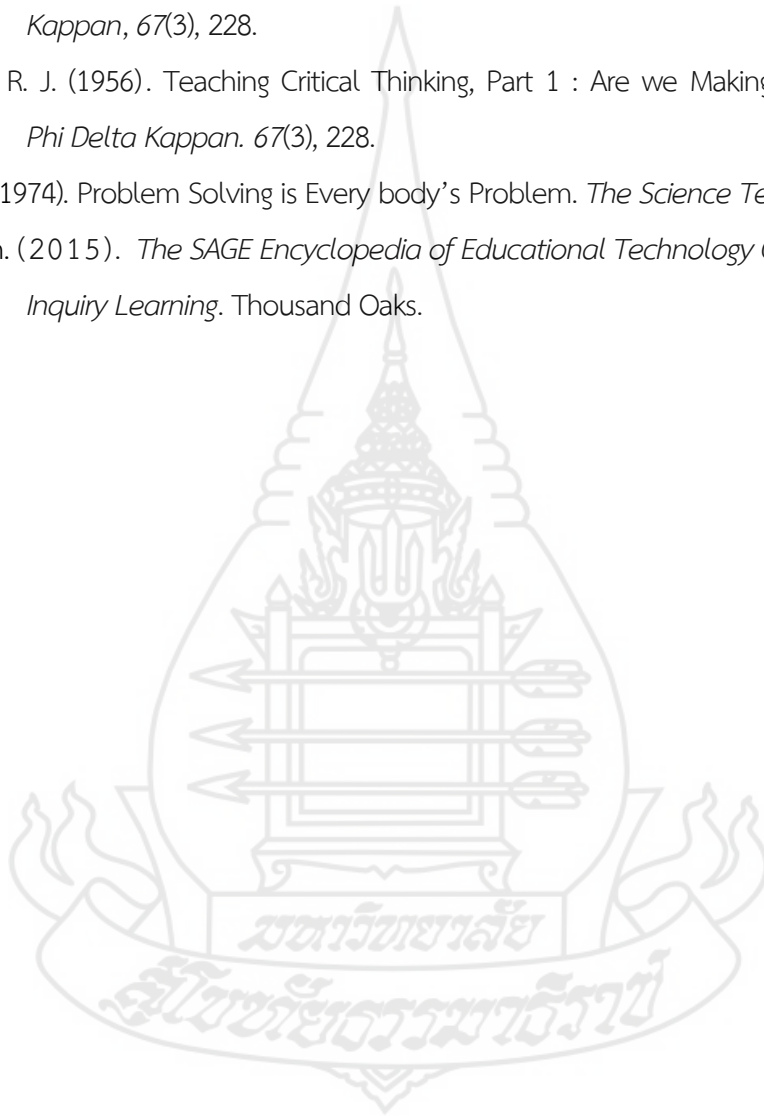 Kappan, 67(3), 228.
R. J. (1956). Teaching Critical Thinking, Part 1 : Are we Making
Phi Delta Kappan. 67(3), 228.
1974). Problem Solving is Every body’s Problem. The Science Te
. (2015). The SAGE Encyclopedia of Educational Technology
Inquiry Learning. Thousand Oaks.
มหาวิทยาลัย
สุโขทัยธรรมาธิราช